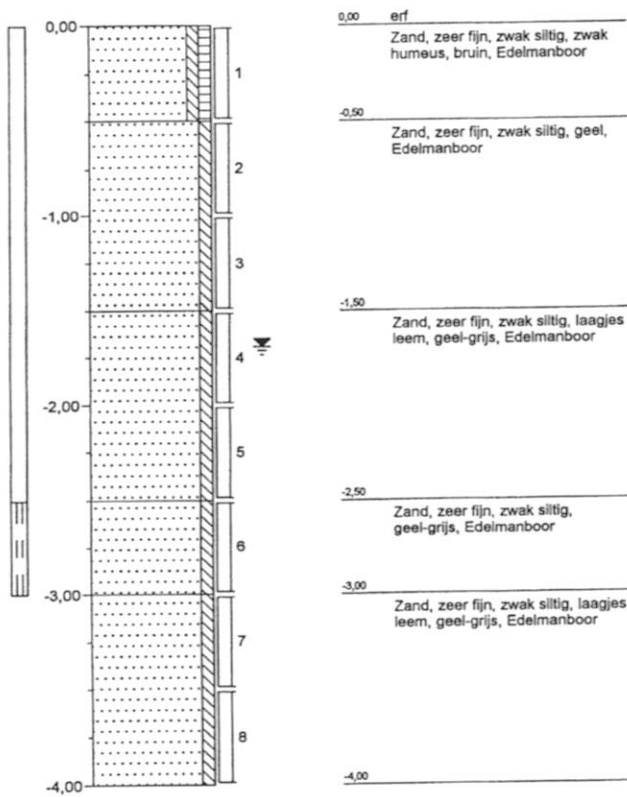 0,00
1
2
-1,00
3
4
-2,00
5
6
-3,00
7
8
-4,00
0,00 erf
Zand, zeer fijn, zwak siltig, zwak
humeus, bruin, Edelmanboor
-0,50
Zand, zeer fijn, zwak siltig, geel,
Edelmanboor
-1,50
Zand, zeer fijn, zwak siltig, laagjes
leem, geel-grijs, Edelmanboor
-2,50
Zand, zeer fijn, zwak siltig,
geel-grijs, Edelmanboor
-3,00
Zand, zeer fijn, zwak siltig, laagjes
leem, geel-grijs, Edelmanboor
-4,00